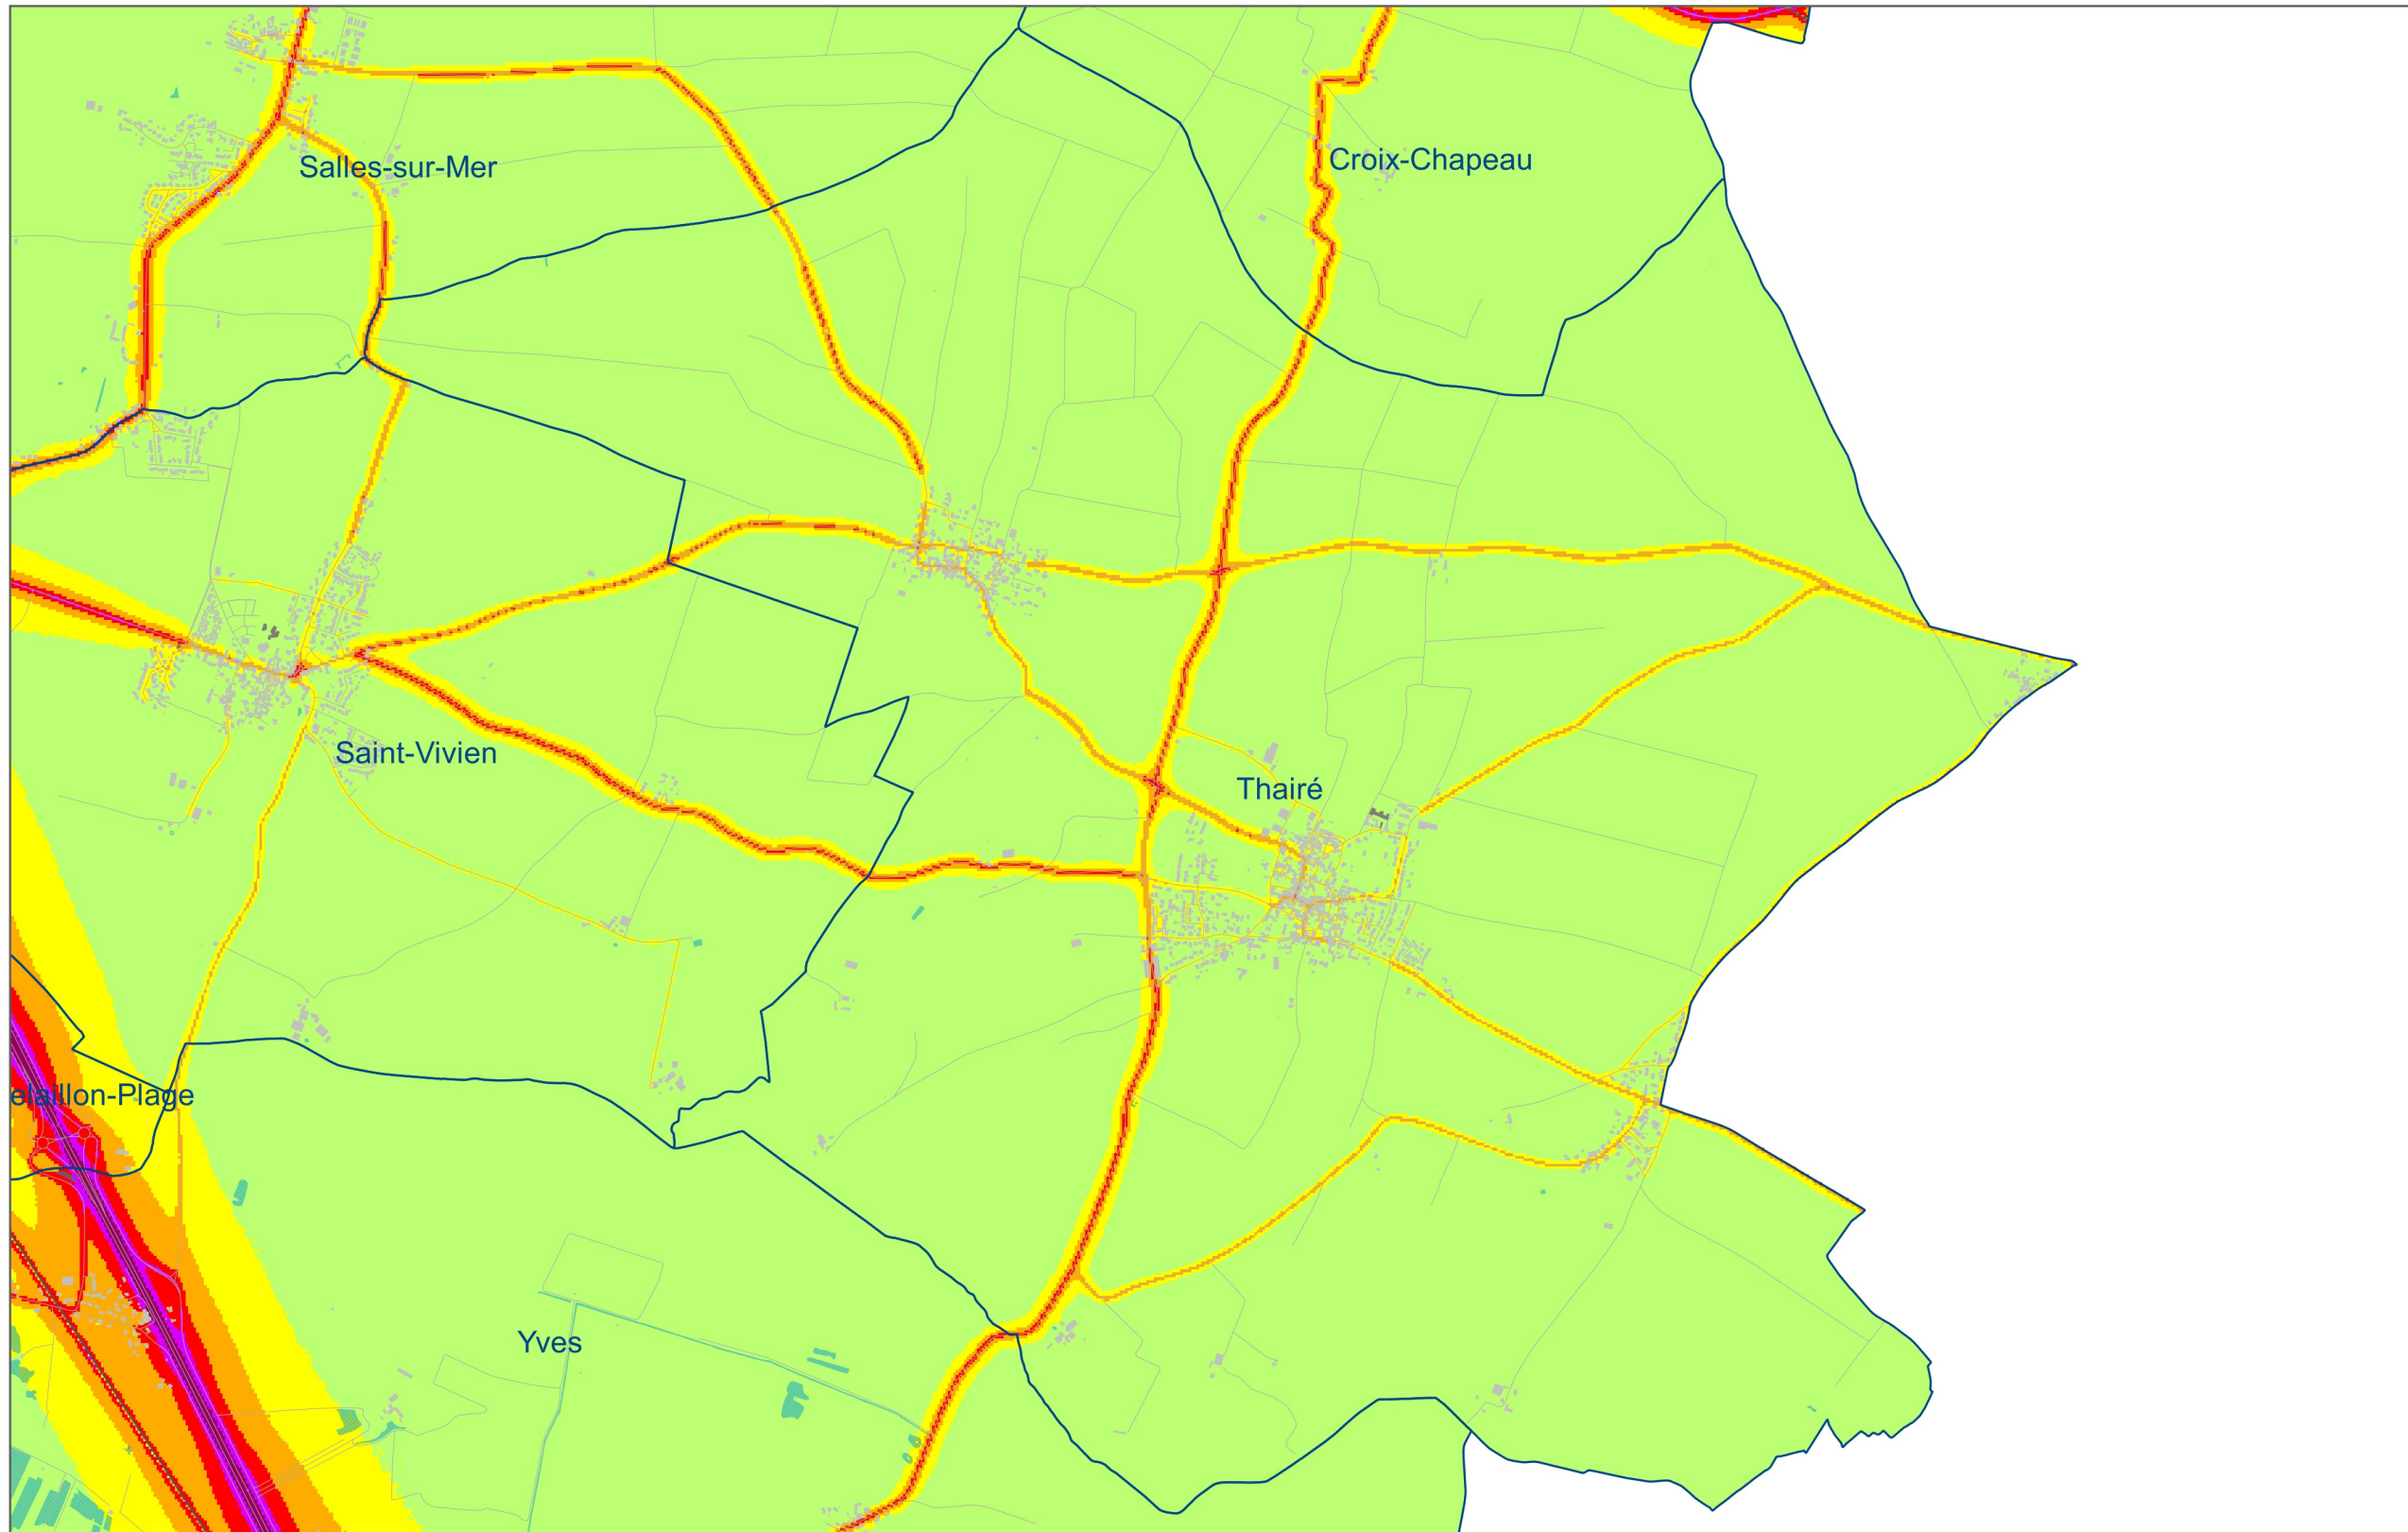 Croix-Chapeau
Salles-sur-Mer
Saint-Vivien
Thairé
elaillon-Plage
Yves